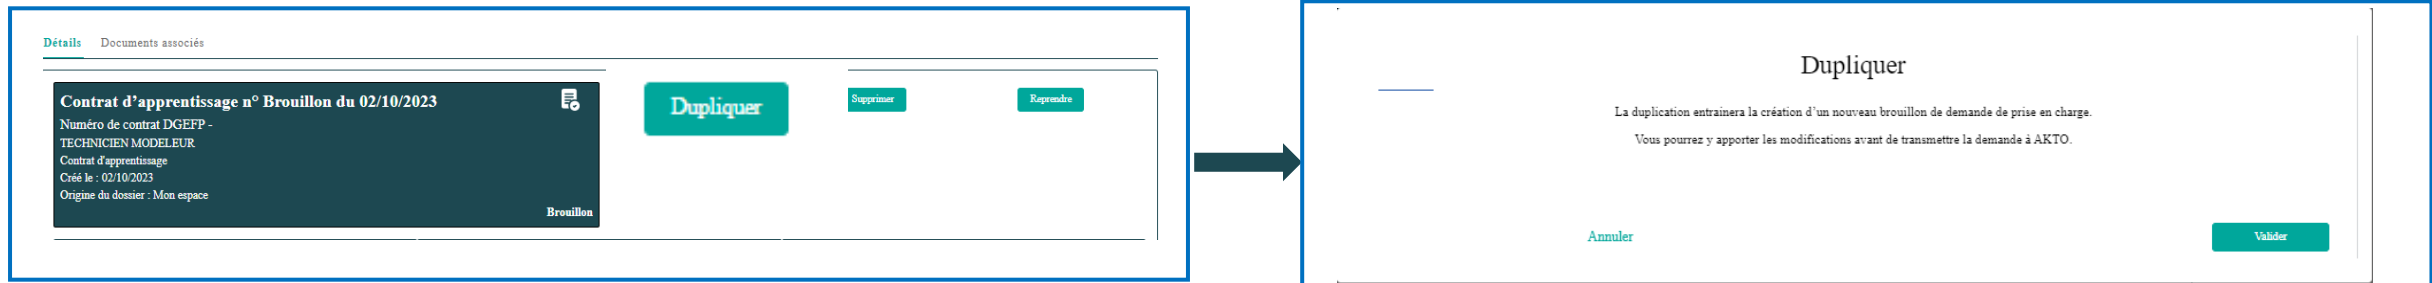 Détails Documents associés
Contrat d’apprentissage n° Brouillon du 02/10/2023
Numéro de contrat DGEFP -
TECHNICIEN MODELEUR
Contrat d'apprentissage
Créé le : 02/10/2023
Origine du dossier : Mon espace
Brouillon
Dupliquer
Supprimer
Reprendre
Dupliquer
La duplication entrainera la création d’un nouveau brouillon de demande de prise en charge.
Vous pourrez y apporter les modifications avant de transmettre la demande à AKTO.
Annuler
Valider